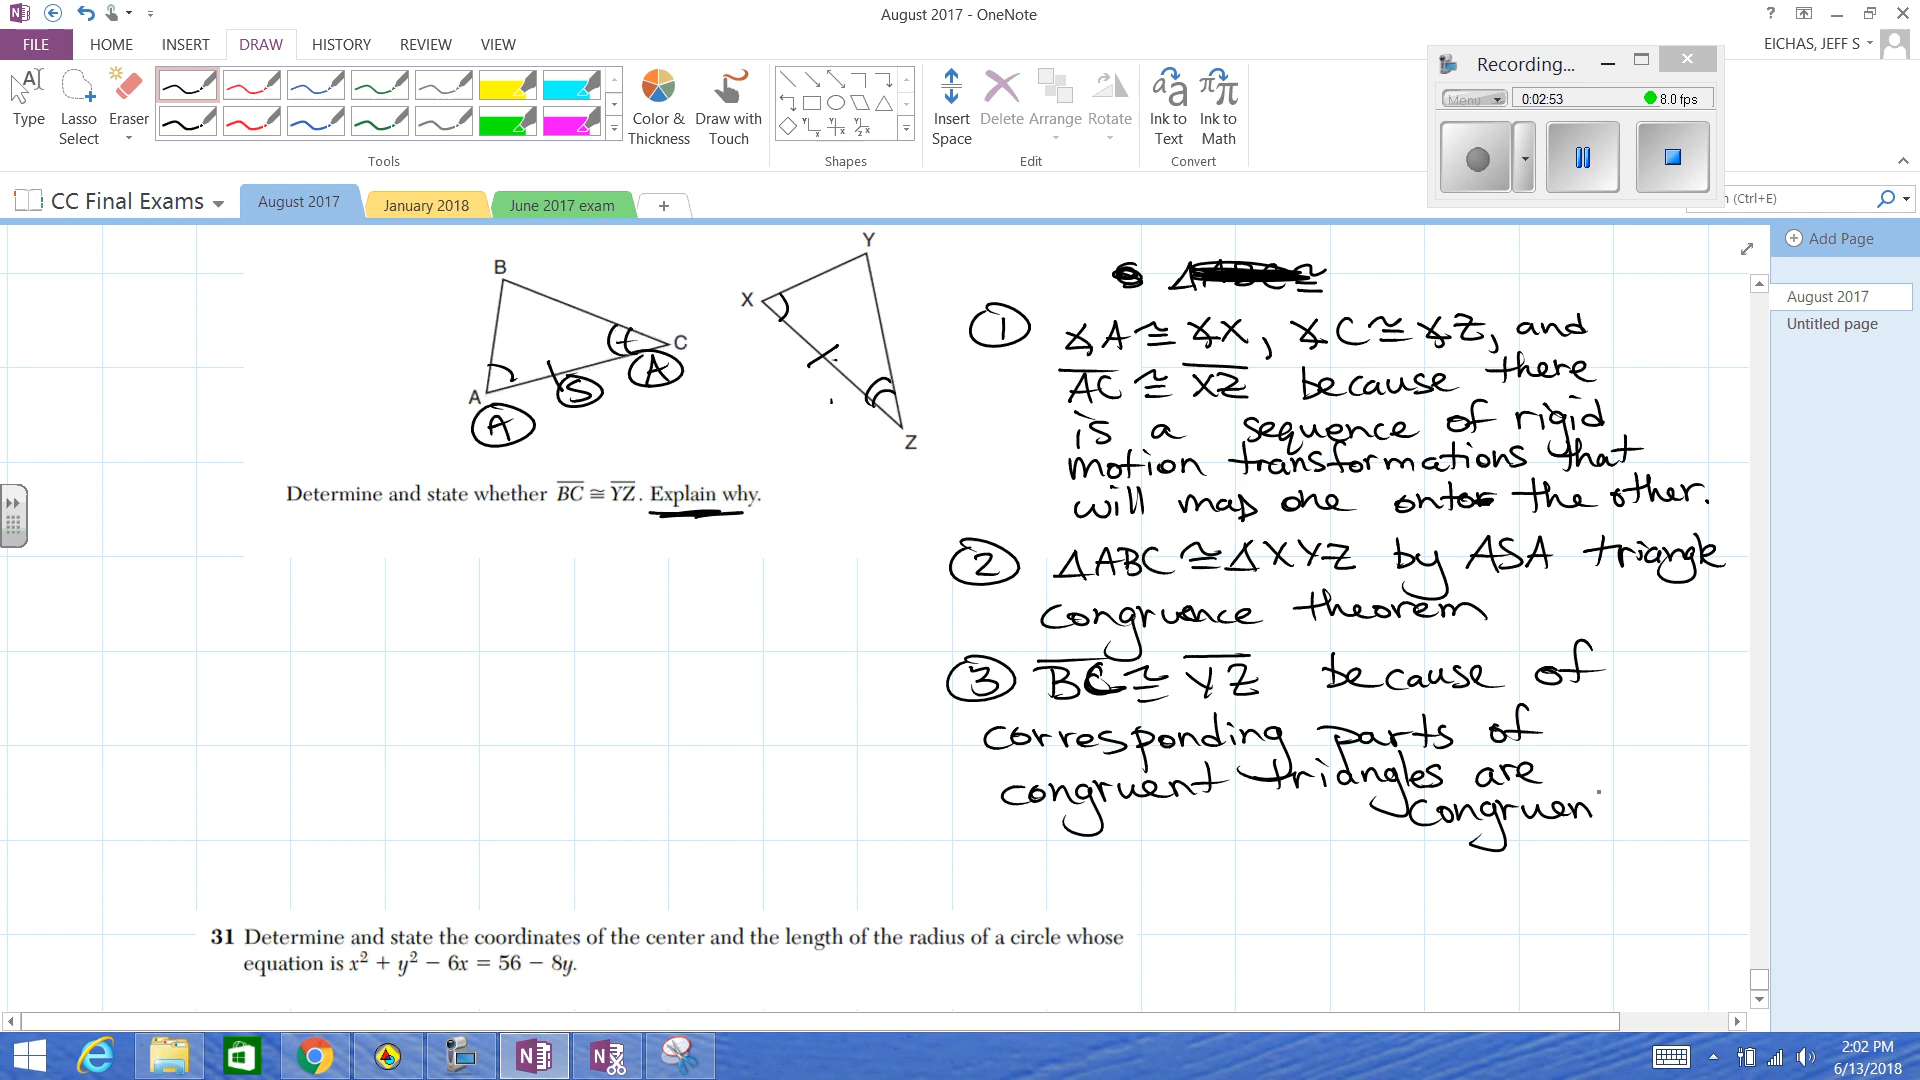 August 2017 - OneNote
FILE HOME INSERT DRAW HISTORY REVIEW VIEW
EICHAS, JEFF S
Recording...
Menu 0:02:53 8.0 fps
Type Lasso Select Eraser
Color & Thickness
Draw with Touch
Insert Space
Delete Arrange Rotate
Ink to Text
Ink to Math
Tools Shapes Edit Convert
CC Final Exams August 2017 January 2018 June 2017 exam +
(Ctrl+E)
Add Page
August 2017
Untitled page
B
C
A
A
S
A
Y
X
Z
Determine and state whether BC ≅ YZ. Explain why.
① ∡A ≅ ∡X, ∡C ≅ ∡Z, and
AC ≅ XZ because there
is a sequence of rigid
motion transformations that
will map one onto the other.
② △ABC ≅ △XYZ by ASA triangle
congruence theorem
③ BC ≅ YZ because of
corresponding parts of
congruent triangles are
congruen
31 Determine and state the coordinates of the center and the length of the radius of a circle whose
equation is x² + y² − 6x = 56 − 8y.
2:02 PM
6/13/2018